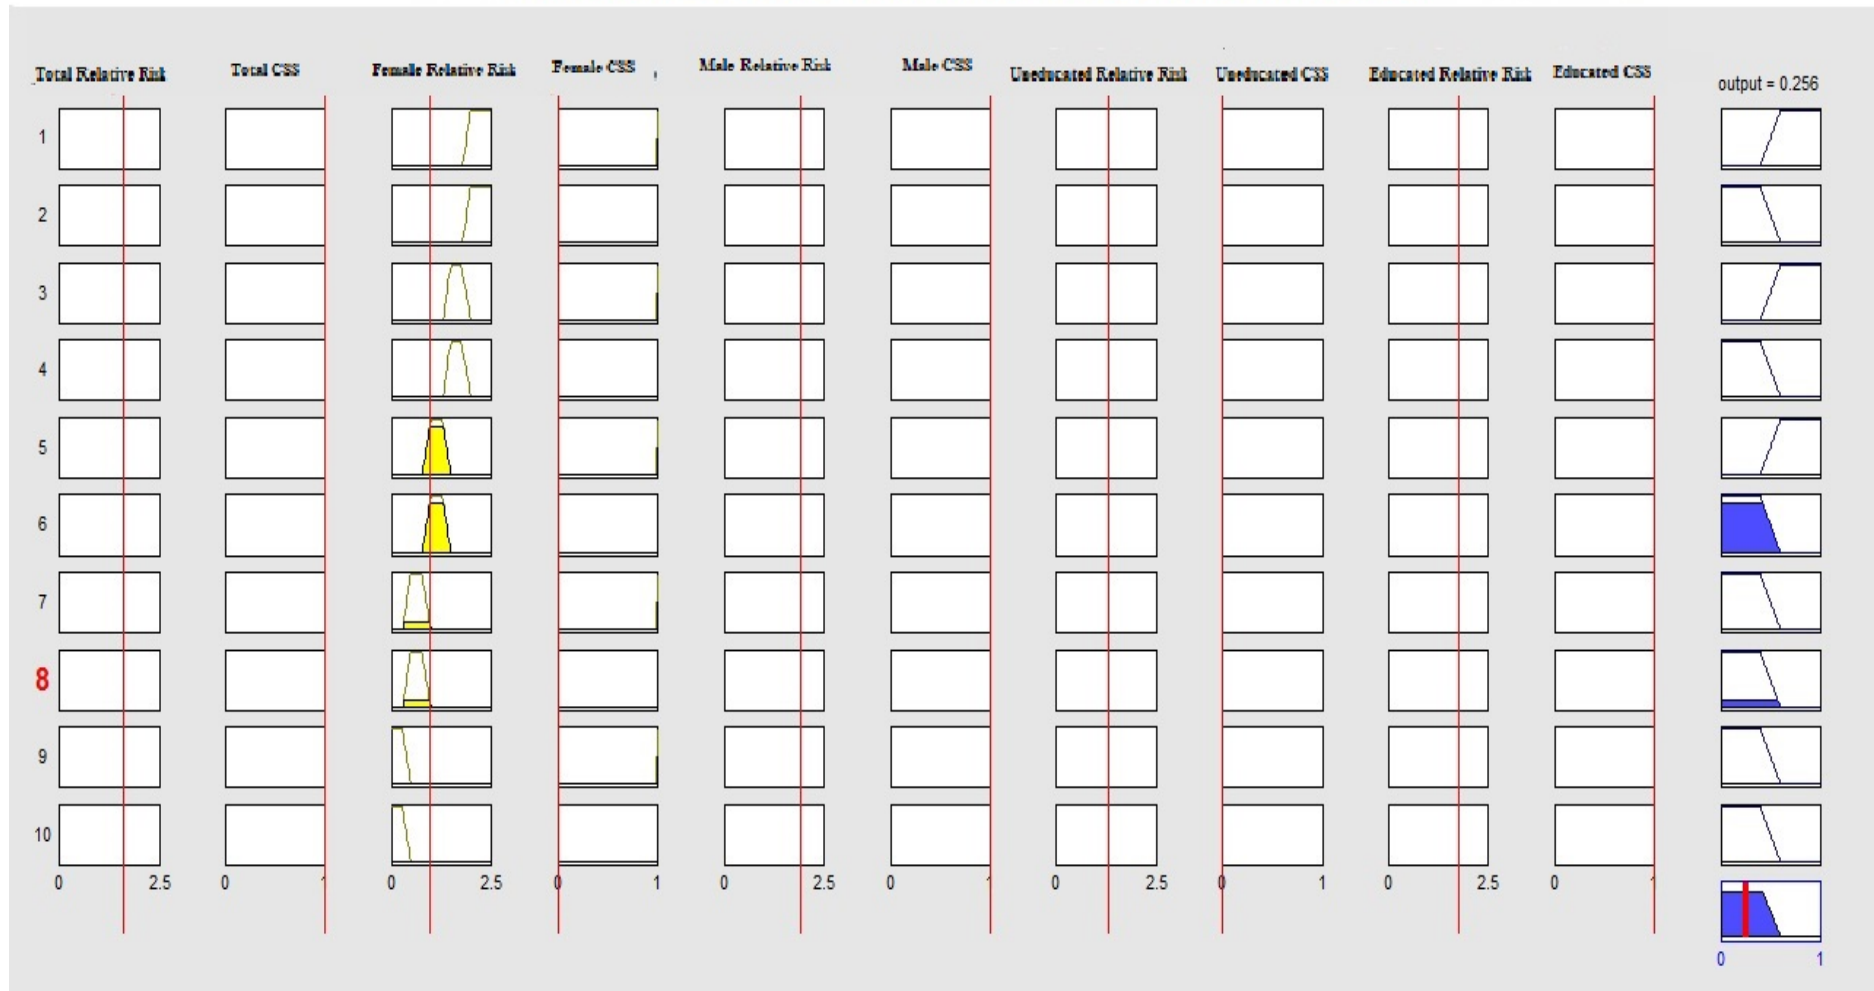 Total Relative Risk
Total CSS
Female Relative Risk
Female CSS
Male Relative Risk
Male CSS
Uneducated Relative Risk
Uneducated CSS
Educated Relative Risk
Educated CSS
output = 0.256
1
2
3
4
5
6
7
8
9
10
0 2.5 0 1 0 2.5 0 1 0 2.5 0 1 0 2.5 0 1 0 2.5 0 1
0 1